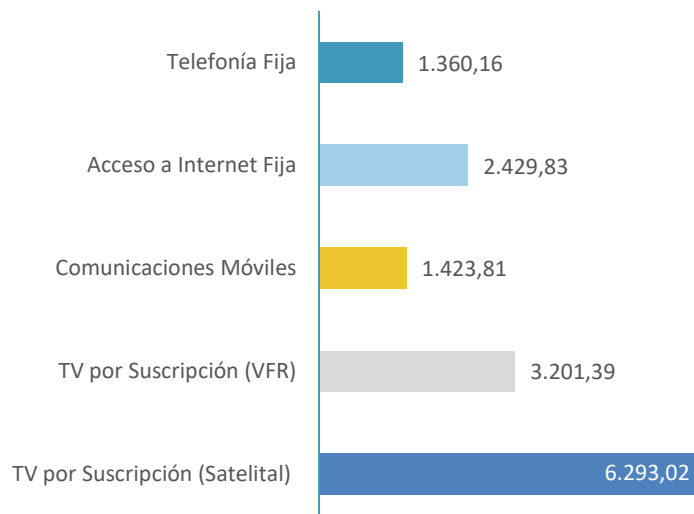 Telefonía Fija 1.360,16
Acceso a Internet Fija 2.429,83
Comunicaciones Móviles 1.423,81
TV por Suscripción (VFR) 3.201,39
TV por Suscripción (Satelital) 6.293,02